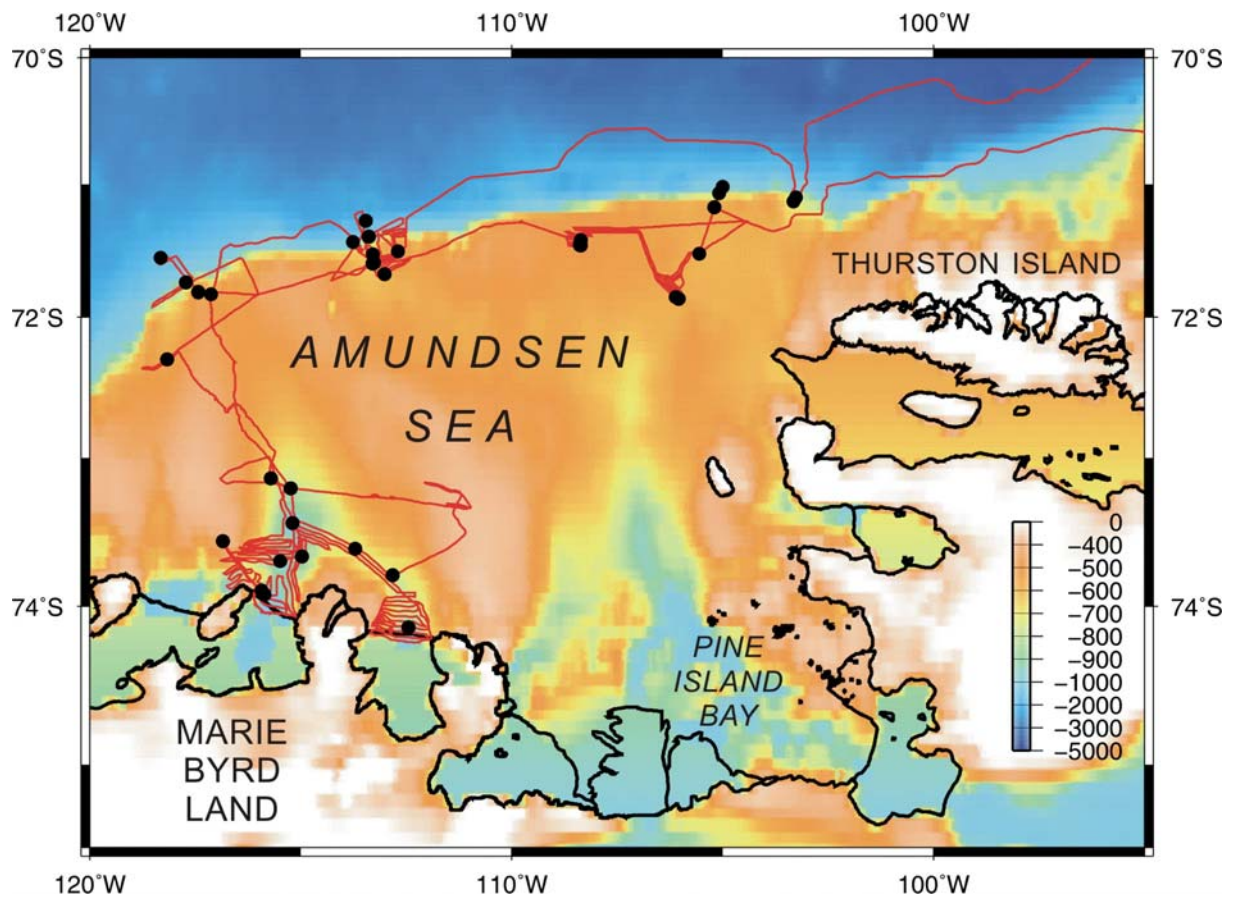 120˚W 110˚W 100˚W
70˚S 70˚S
THURSTON ISLAND
72˚S 72˚S
AMUNDSEN
SEA
0
−400
−500
−600
−700
−800
−900
−1000
−2000
−3000
−5000
74˚S 74˚S
PINE
ISLAND
BAY
MARIE
BYRD
LAND
120˚W 110˚W 100˚W